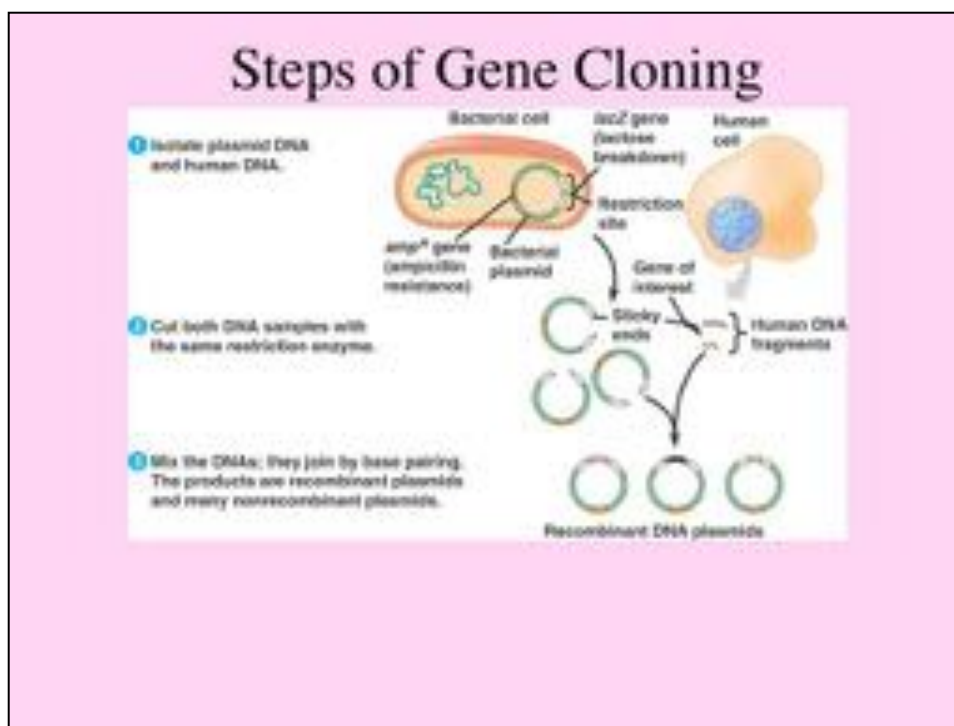 Steps of Gene Cloning
Bacterial cell
lacZ gene
(lactose
breakdown)
Human
cell
1 Isolate plasmid DNA
and human DNA.
Restriction
site
ampᴿ gene
(ampicillin
resistance)
Bacterial
plasmid
Gene of
interest
2 Cut both DNA samples with
the same restriction enzyme.
Sticky
ends
Human DNA
fragments
3 Mix the DNAs; they join by base pairing.
The products are recombinant plasmids
and many nonrecombinant plasmids.
Recombinant DNA plasmids